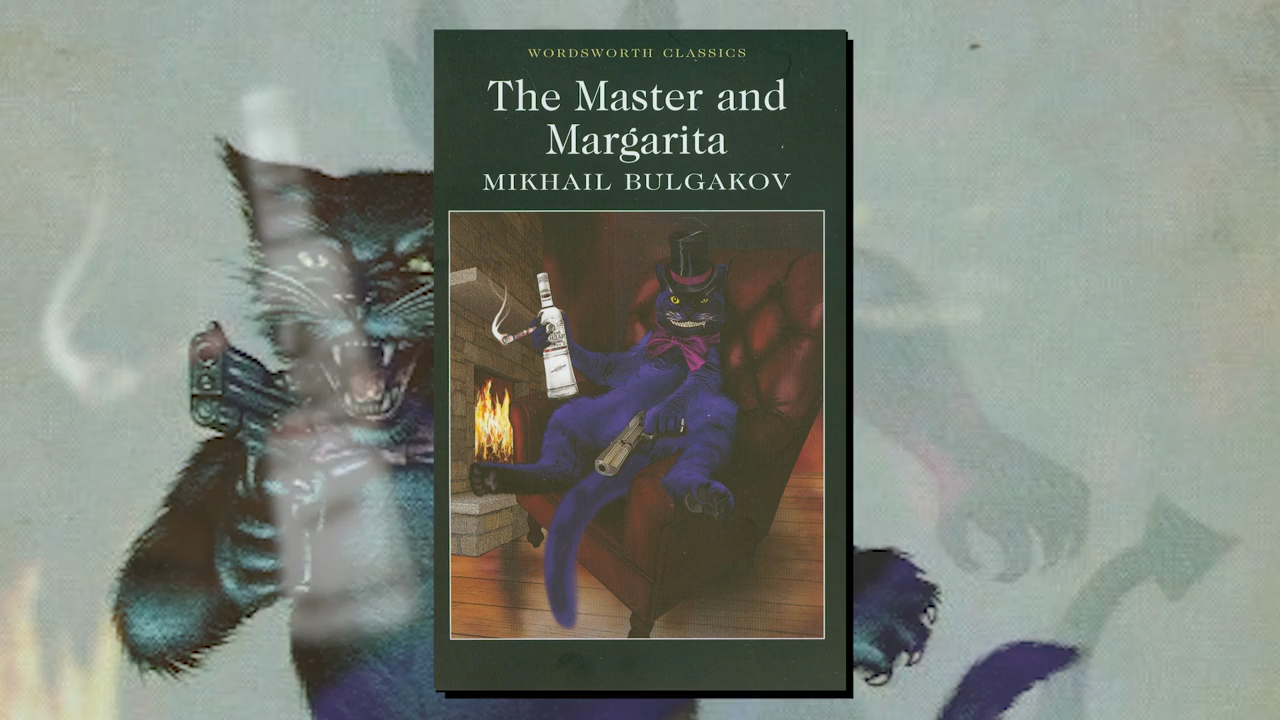 WORDSWORTH CLASSICS
The Master and
Margarita
MIKHAIL BULGAKOV